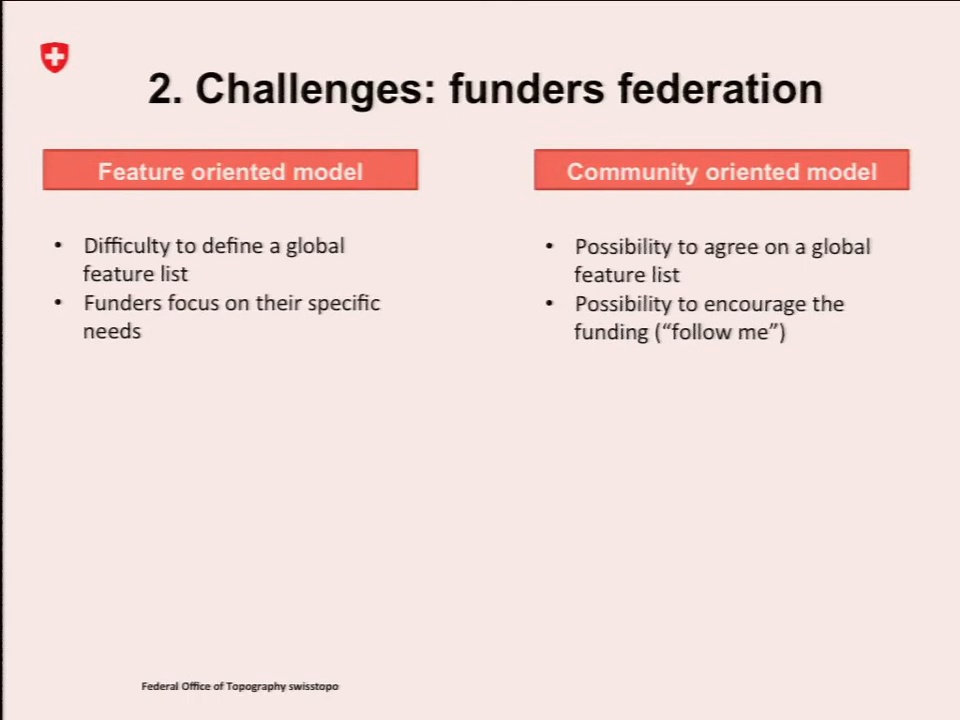 2. Challenges: funders federation
Feature oriented model
• Difficulty to define a global
feature list
• Funders focus on their specific
needs
Community oriented model
• Possibility to agree on a global
feature list
• Possibility to encourage the
funding (“follow me”)
Federal Office of Topography swisstopo